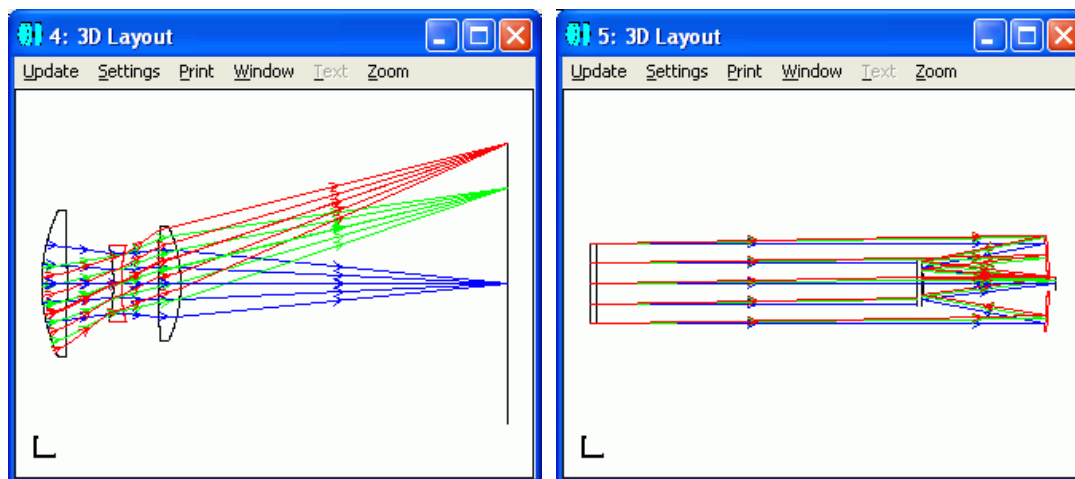 4: 3D Layout
Update Settings Print Window Text Zoom
5: 3D Layout
Update Settings Print Window Text Zoom